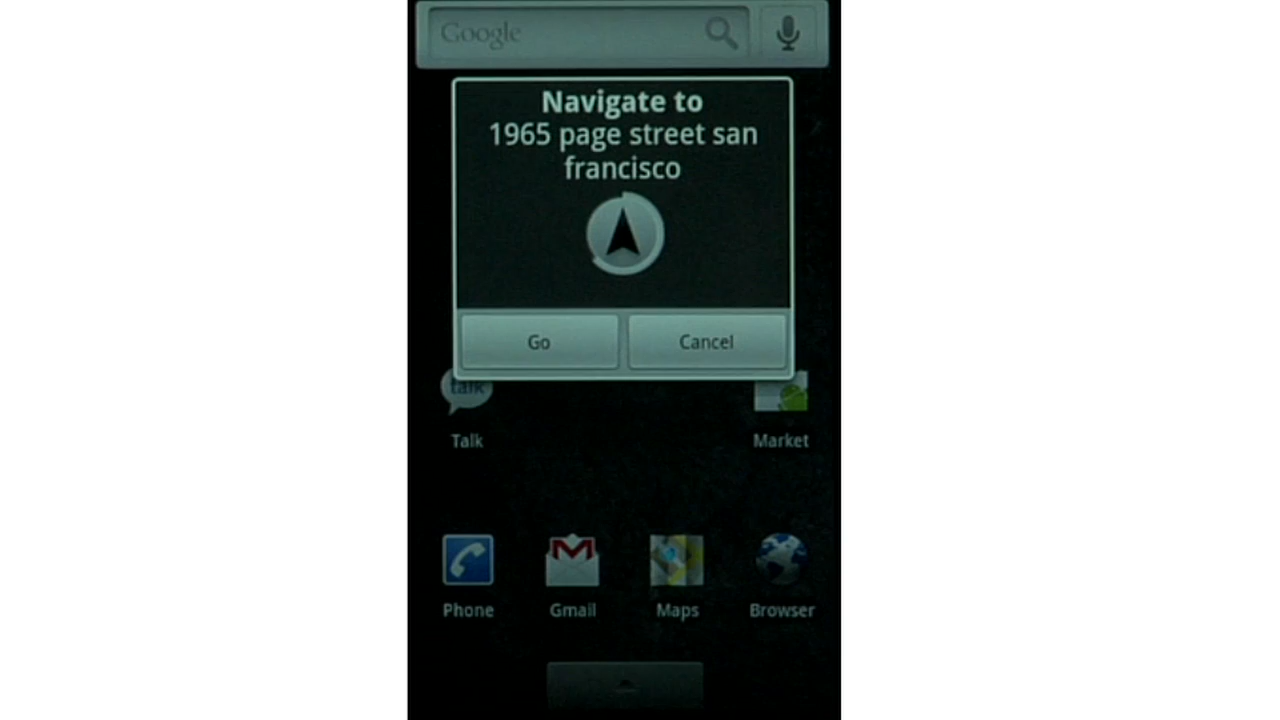 Google
Navigate to
1965 page street san
francisco
Go Cancel
talk
Talk Market
Phone Gmail Maps Browser